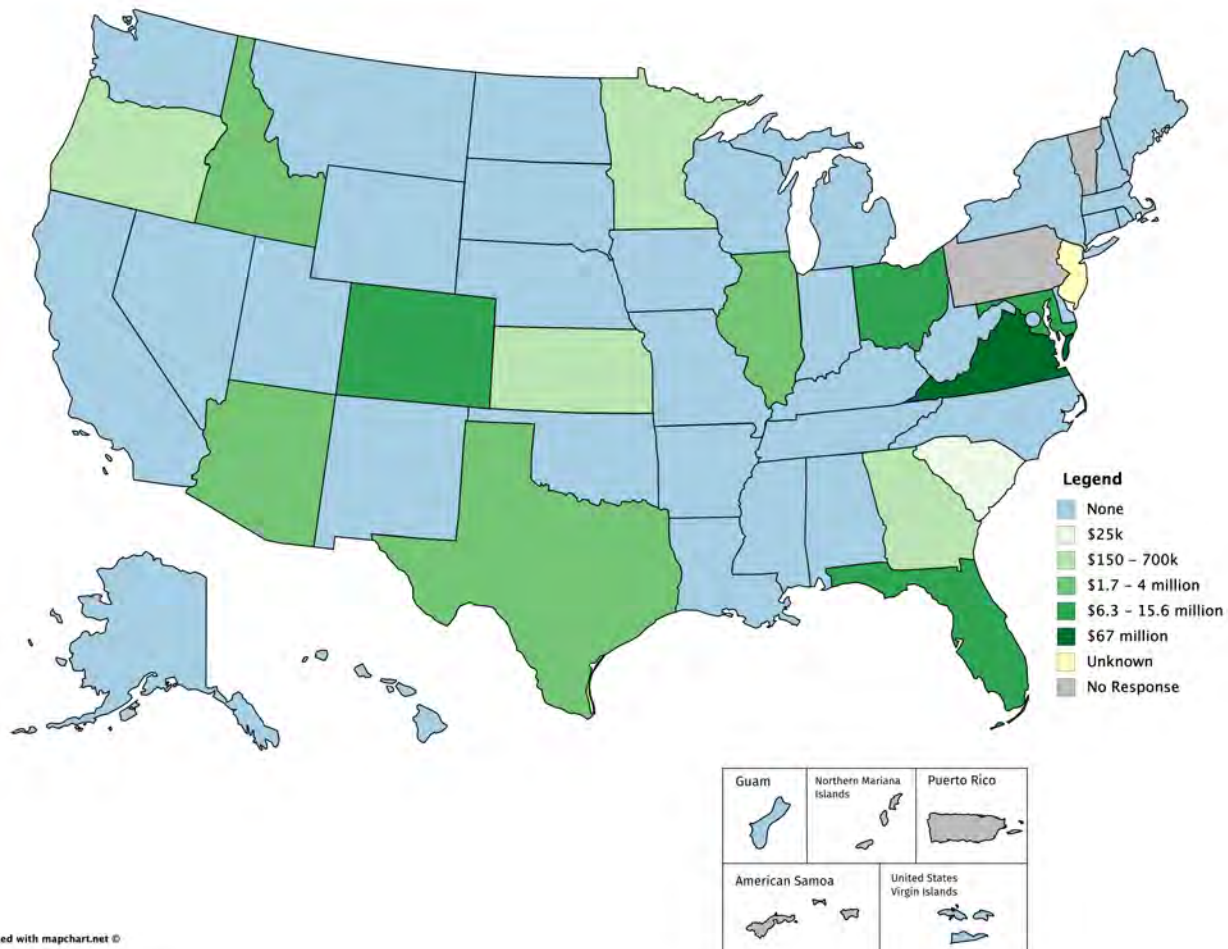 Legend
None
$25k
$150 – 700k
$1.7 – 4 million
$6.3 – 15.6 million
$67 million
Unknown
No Response
Guam
Northern Mariana
Islands
Puerto Rico
American Samoa
United States
Virgin Islands
ed with mapchart.net ©